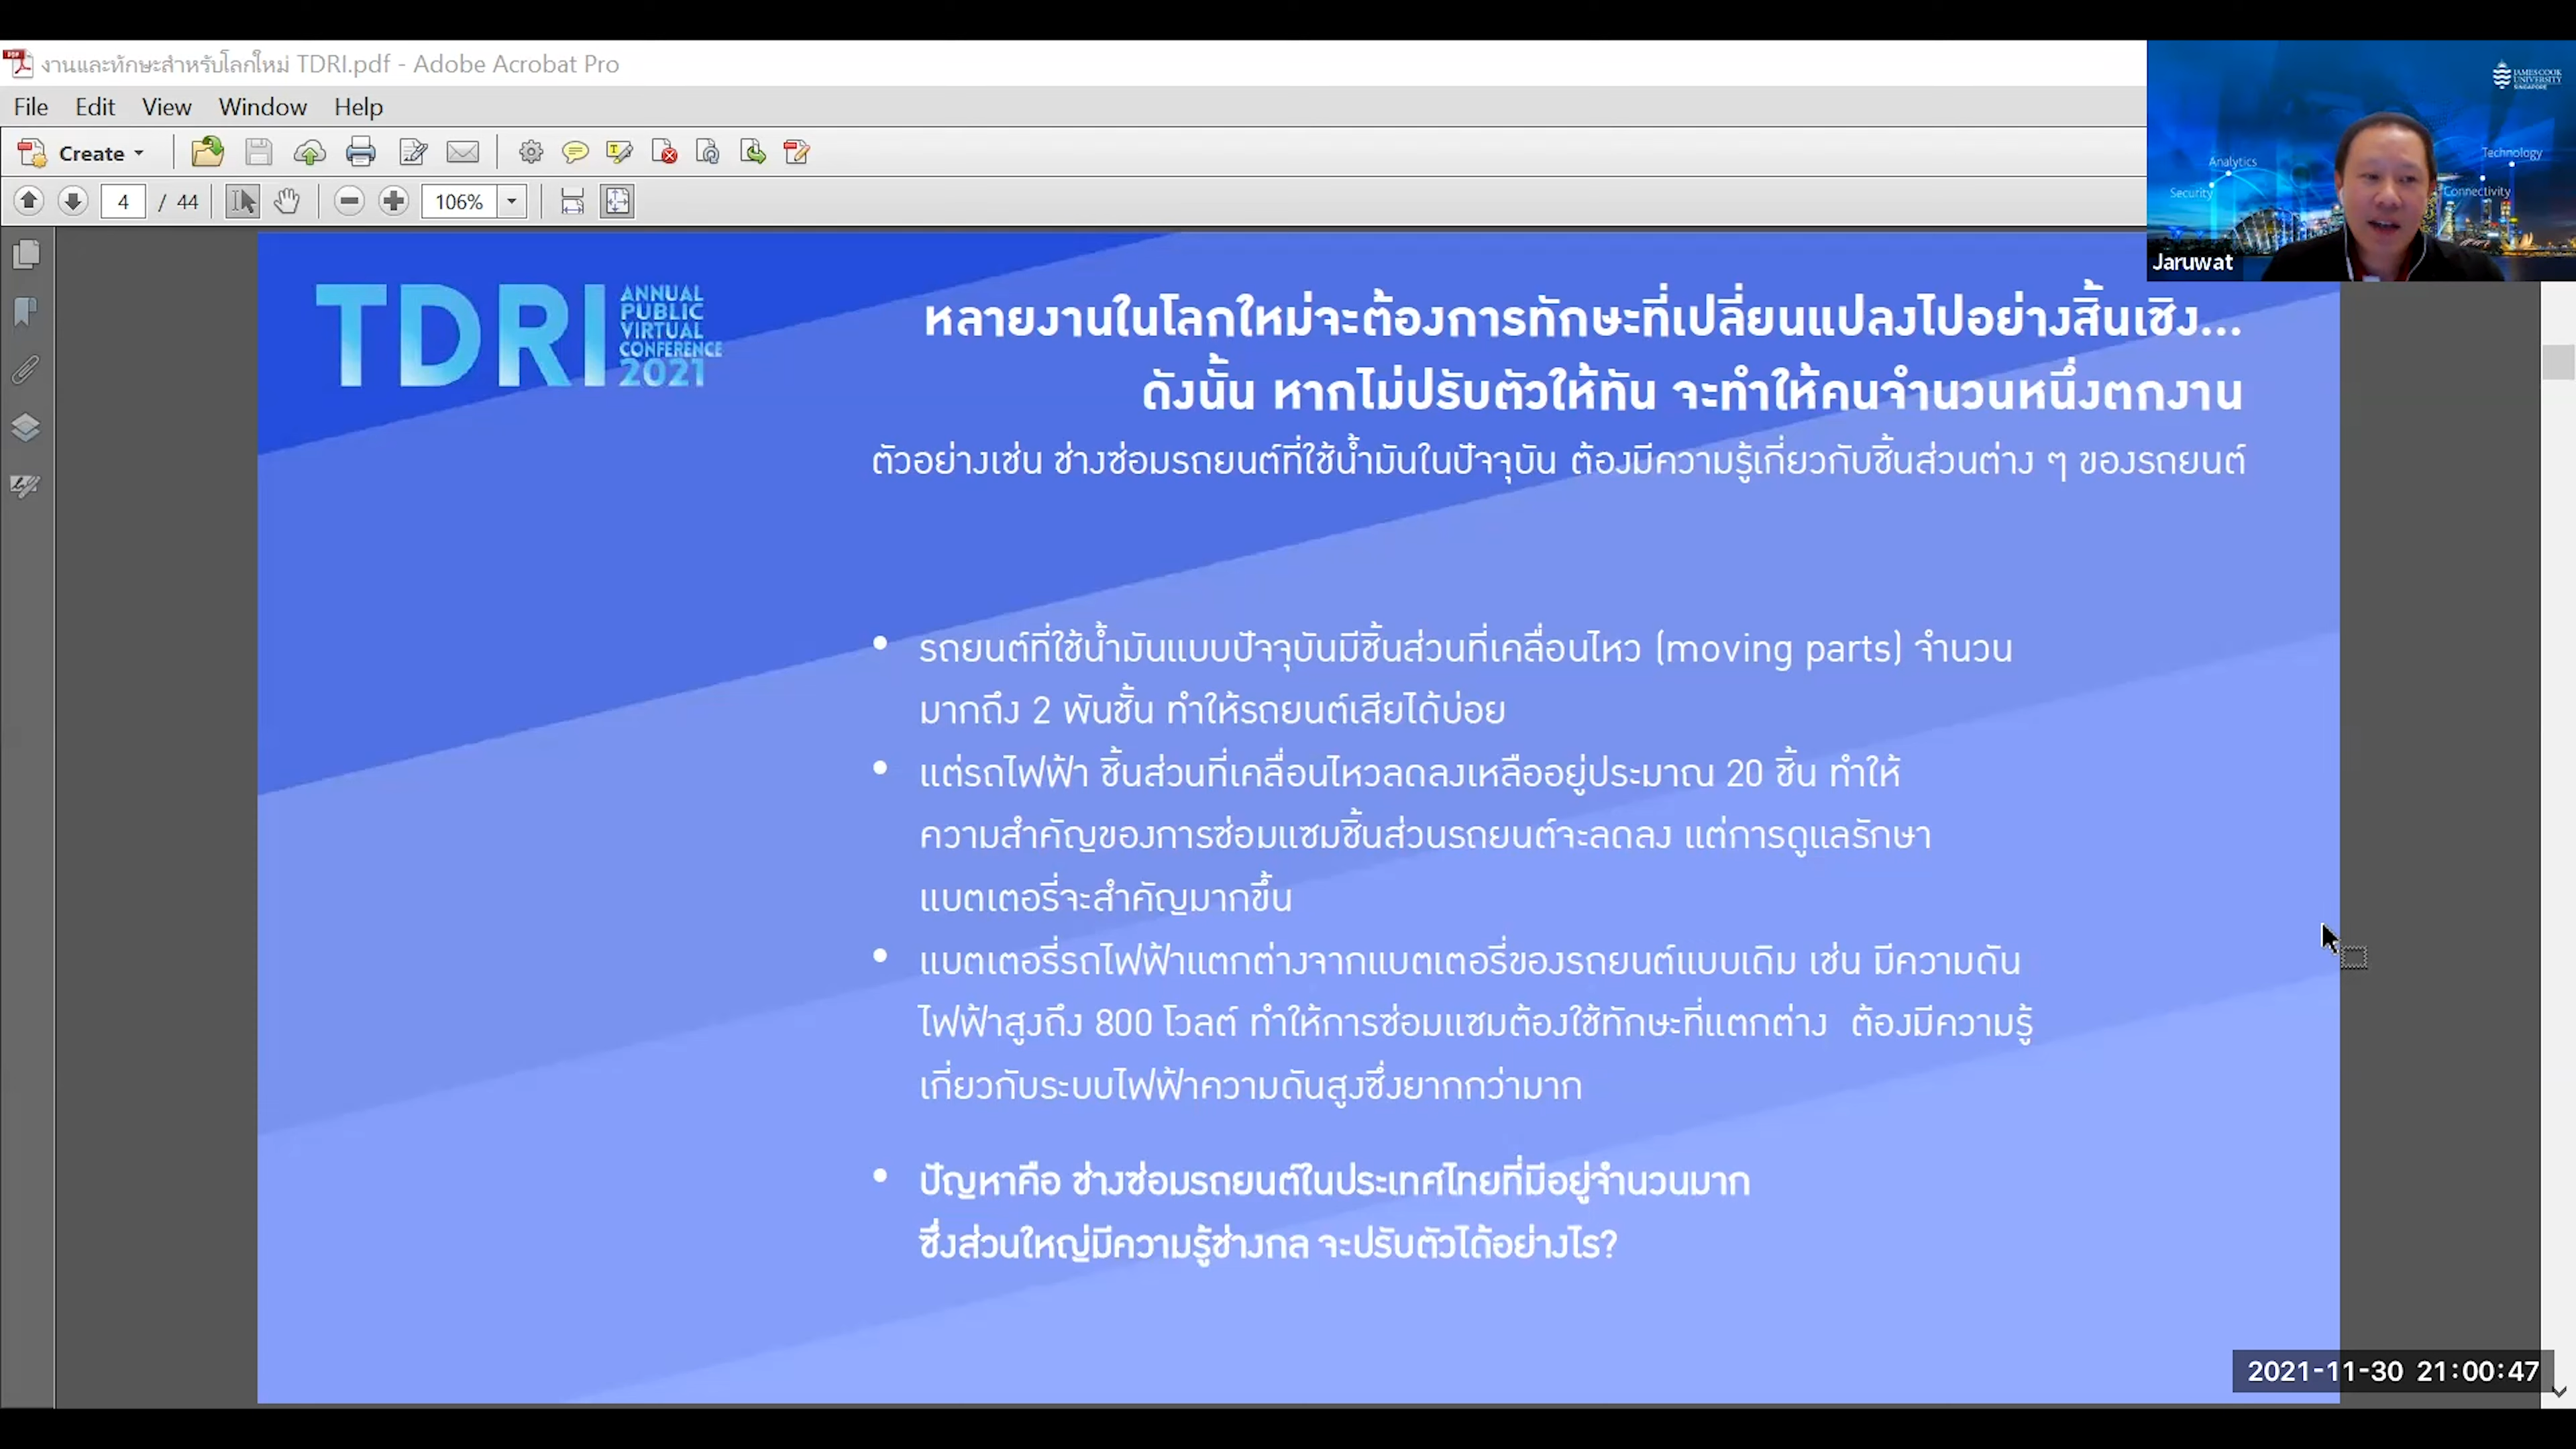 งานและทักษะสำหรับโลกใหม่ TDRI.pdf - Adobe Acrobat Pro
File Edit View Window Help
Create
4 / 44 106%
JAMES COOK
UNIVERSITY
SINGAPORE
Analytics
Technology
Security
Connectivity
Jaruwat
TDRI
ANNUAL
PUBLIC
VIRTUAL
CONFERENCE
2021
หลายงานในโลกใหม่จะต้องการทักษะที่เปลี่ยนแปลงไปอย่างสิ้นเชิง...
ดังนั้น หากไม่ปรับตัวให้ทัน จะทำให้คนจำนวนหนึ่งตกงาน
ตัวอย่างเช่น ช่างซ่อมรถยนต์ที่ใช้น้ำมันในปัจจุบัน ต้องมีความรู้เกี่ยวกับชิ้นส่วนต่าง ๆ ของรถยนต์
• รถยนต์ที่ใช้น้ำมันแบบปัจจุบันมีชิ้นส่วนที่เคลื่อนไหว (moving parts) จำนวน
มากถึง 2 พันชั้น ทำให้รถยนต์เสียได้บ่อย
• แต่รถไฟฟ้า ชิ้นส่วนที่เคลื่อนไหวลดลงเหลืออยู่ประมาณ 20 ชิ้น ทำให้
ความสำคัญของการซ่อมแซมชิ้นส่วนรถยนต์จะลดลง แต่การดูแลรักษา
แบตเตอรี่จะสำคัญมากขึ้น
• แบตเตอรี่รถไฟฟ้าแตกต่างจากแบตเตอรี่ของรถยนต์แบบเดิม เช่น มีความดัน
ไฟฟ้าสูงถึง 800 โวลต์ ทำให้การซ่อมแซมต้องใช้ทักษะที่แตกต่าง ต้องมีความรู้
เกี่ยวกับระบบไฟฟ้าความดันสูงซึ่งยากกว่ามาก
• ปัญหาคือ ช่างซ่อมรถยนต์ในประเทศไทยที่มีอยู่จำนวนมาก
ซึ่งส่วนใหญ่มีความรู้ช่างกล จะปรับตัวได้อย่างไร?
2021-11-30 21:00:47